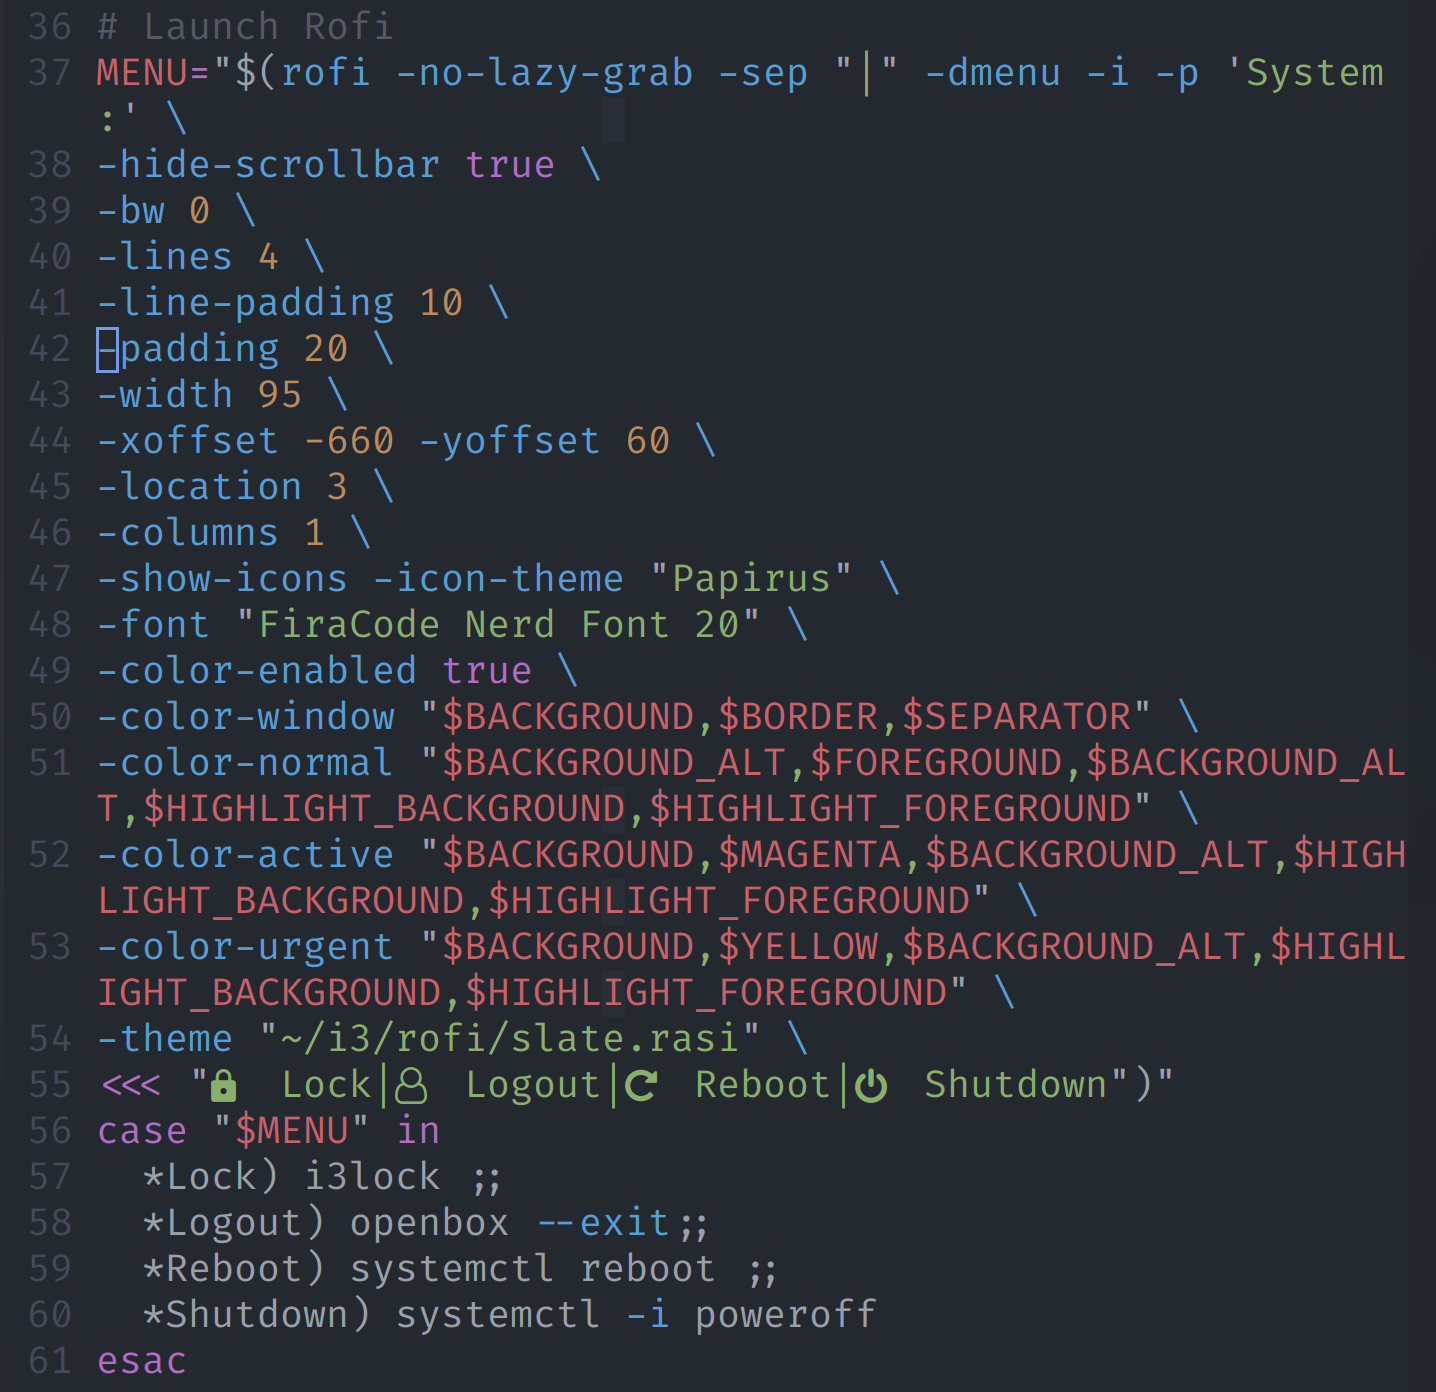 36 # Launch Rofi
37 MENU="$(rofi -no-lazy-grab -sep "|" -dmenu -i -p 'System
:' \
38 -hide-scrollbar true \
39 -bw 0 \
40 -lines 4 \
41 -line-padding 10 \
42 -padding 20 \
43 -width 95 \
44 -xoffset -660 -yoffset 60 \
45 -location 3 \
46 -columns 1 \
47 -show-icons -icon-theme "Papirus" \
48 -font "FiraCode Nerd Font 20" \
49 -color-enabled true \
50 -color-window "$BACKGROUND,$BORDER,$SEPARATOR" \
51 -color-normal "$BACKGROUND_ALT,$FOREGROUND,$BACKGROUND_AL
T,$HIGHLIGHT_BACKGROUND,$HIGHLIGHT_FOREGROUND" \
52 -color-active "$BACKGROUND,$MAGENTA,$BACKGROUND_ALT,$HIGH
LIGHT_BACKGROUND,$HIGHLIGHT_FOREGROUND" \
53 -color-urgent "$BACKGROUND,$YELLOW,$BACKGROUND_ALT,$HIGHL
IGHT_BACKGROUND,$HIGHLIGHT_FOREGROUND" \
54 -theme "~/i3/rofi/slate.rasi" \
55 <<< " Lock| Logout| Reboot| Shutdown")"
56 case "$MENU" in
57   *Lock) i3lock ;;
58   *Logout) openbox --exit;;
59   *Reboot) systemctl reboot ;;
60   *Shutdown) systemctl -i poweroff
61 esac